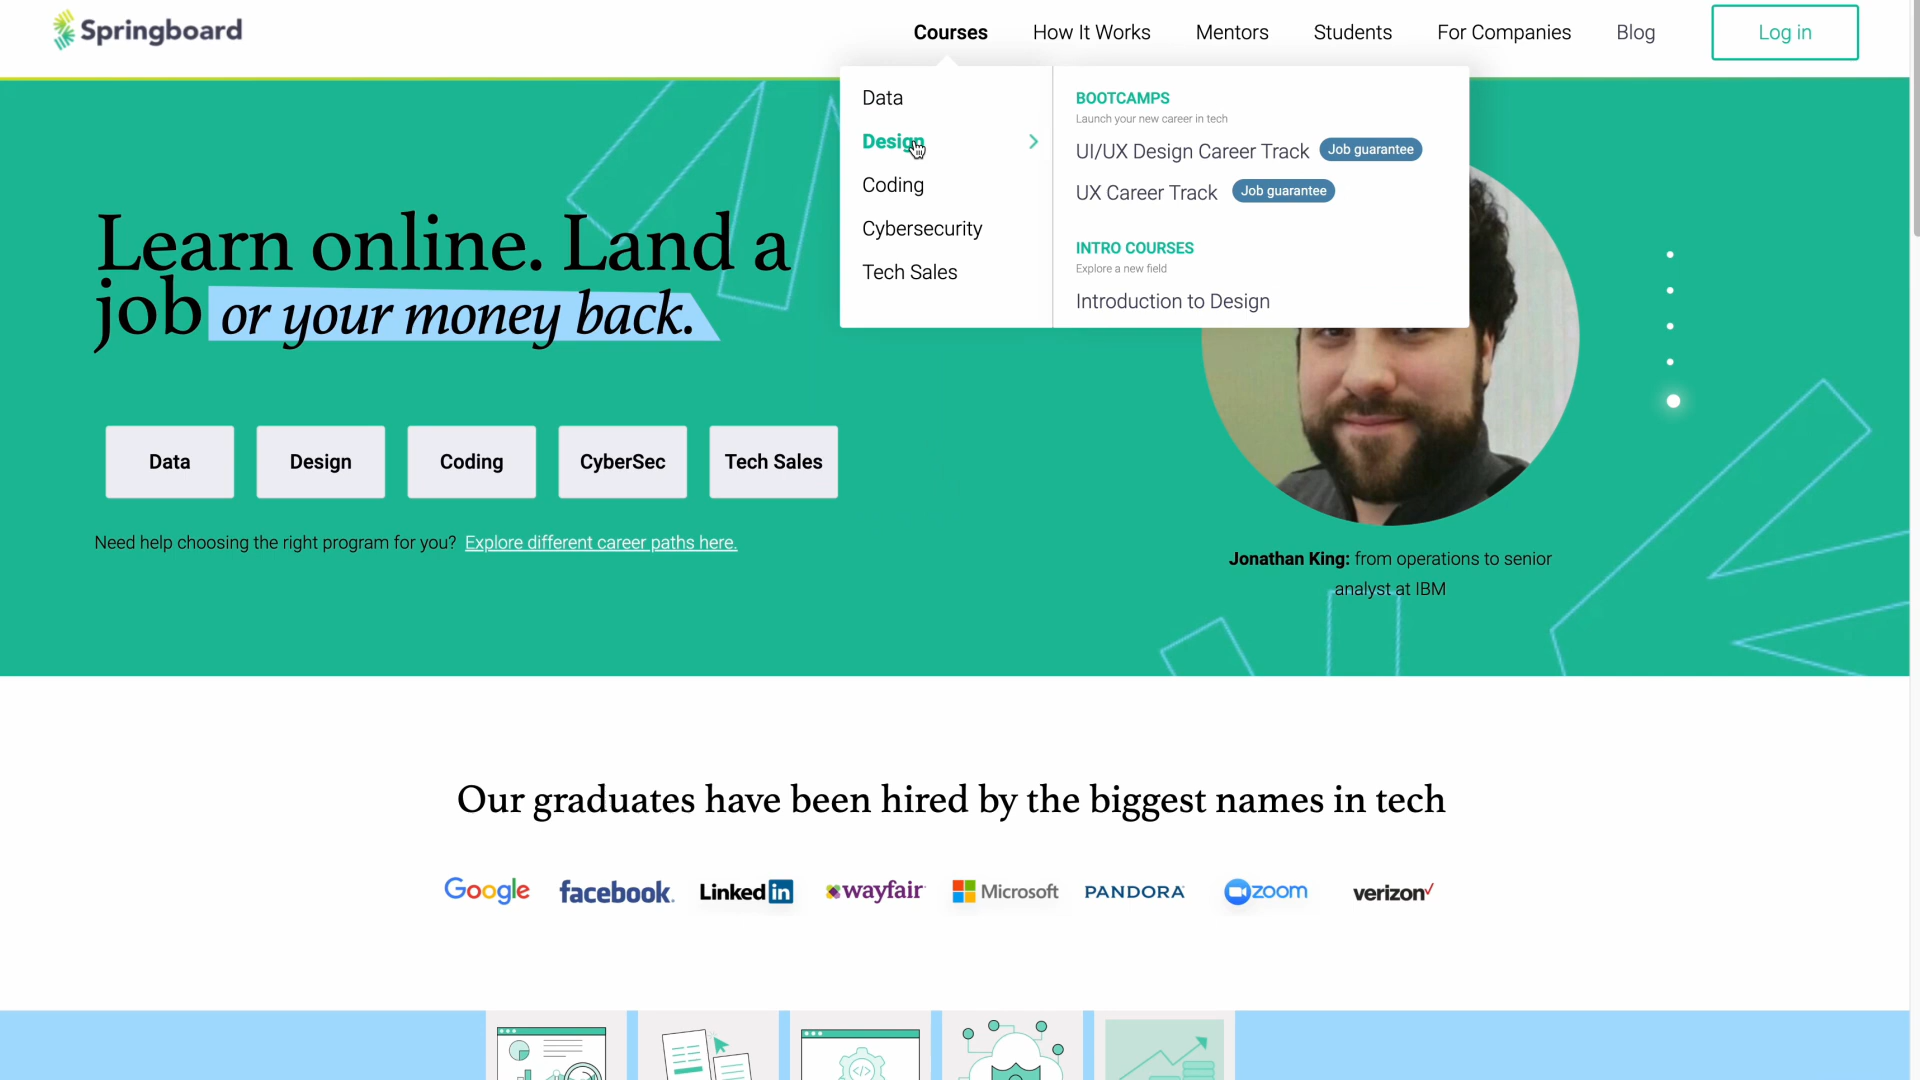 Springboard
Courses
How It Works
Mentors
Students
For Companies
Blog
Log in
Data
Design
Coding
Cybersecurity
Tech Sales
BOOTCAMPS
Launch your new career in tech
UI/UX Design Career Track Job guarantee
UX Career Track Job guarantee
INTRO COURSES
Explore a new field
Introduction to Design
Learn online. Land a
job or your money back.
Data
Design
Coding
CyberSec
Tech Sales
Need help choosing the right program for you? Explore different career paths here.
Jonathan King: from operations to senior
analyst at IBM
Our graduates have been hired by the biggest names in tech
Google
facebook.
Linked in
wayfair
Microsoft
PANDORA
zoom
verizon